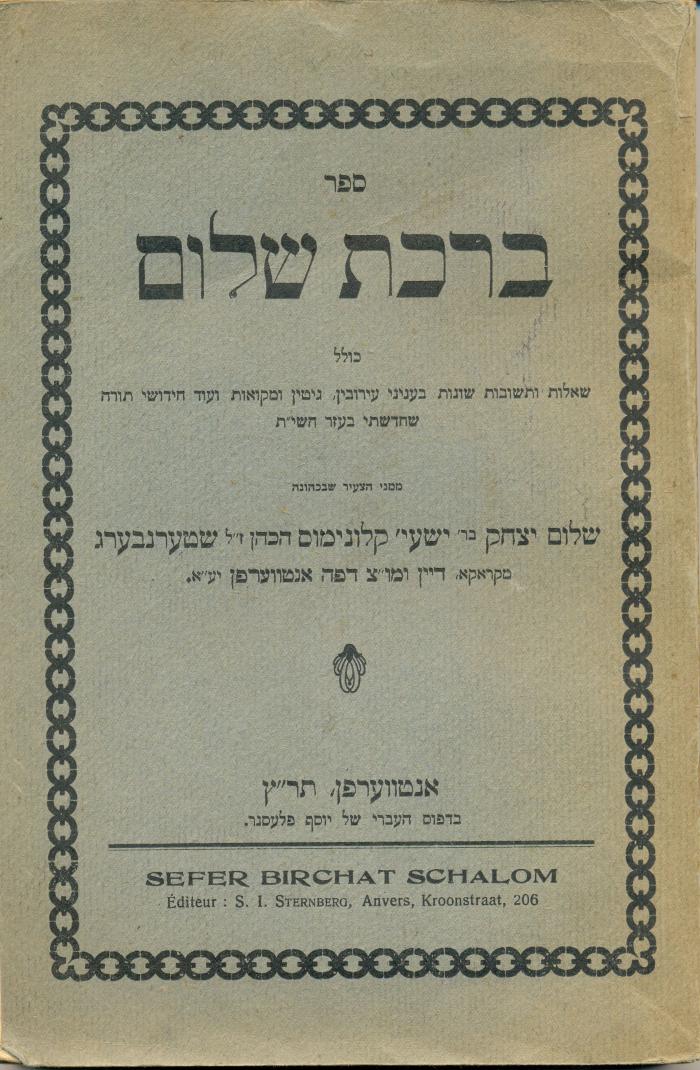 ספר
ברכת שלום
כולל
שאלות ותשובות שונות בעניני עירובין, גיטין ומקואות ועוד חידושי תורה
שחדשתי בעזר השי״ת
ממני הצעיר שבכהונה
שלום יצחק בר׳ ישעי׳ קלונימוס הכהן ז״ל שטערנבערג
מקראקא, דיין ומו״צ דפה אנטווערפן יע״א.
אנטווערפן, תר״ץ
בדפוס העברי של יוסף פלעסנר.
SEFER BIRCHAT SCHALOM
Éditeur : S. I. STERNBERG, Anvers, Kroonstraat, 206